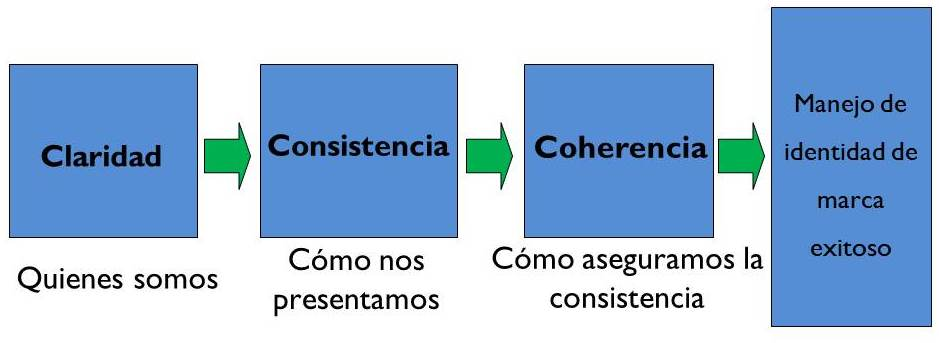 Claridad
Quienes somos
Consistencia
Cómo nos
presentamos
Coherencia
Cómo aseguramos la
consistencia
Manejo de
identidad de
marca
exitoso